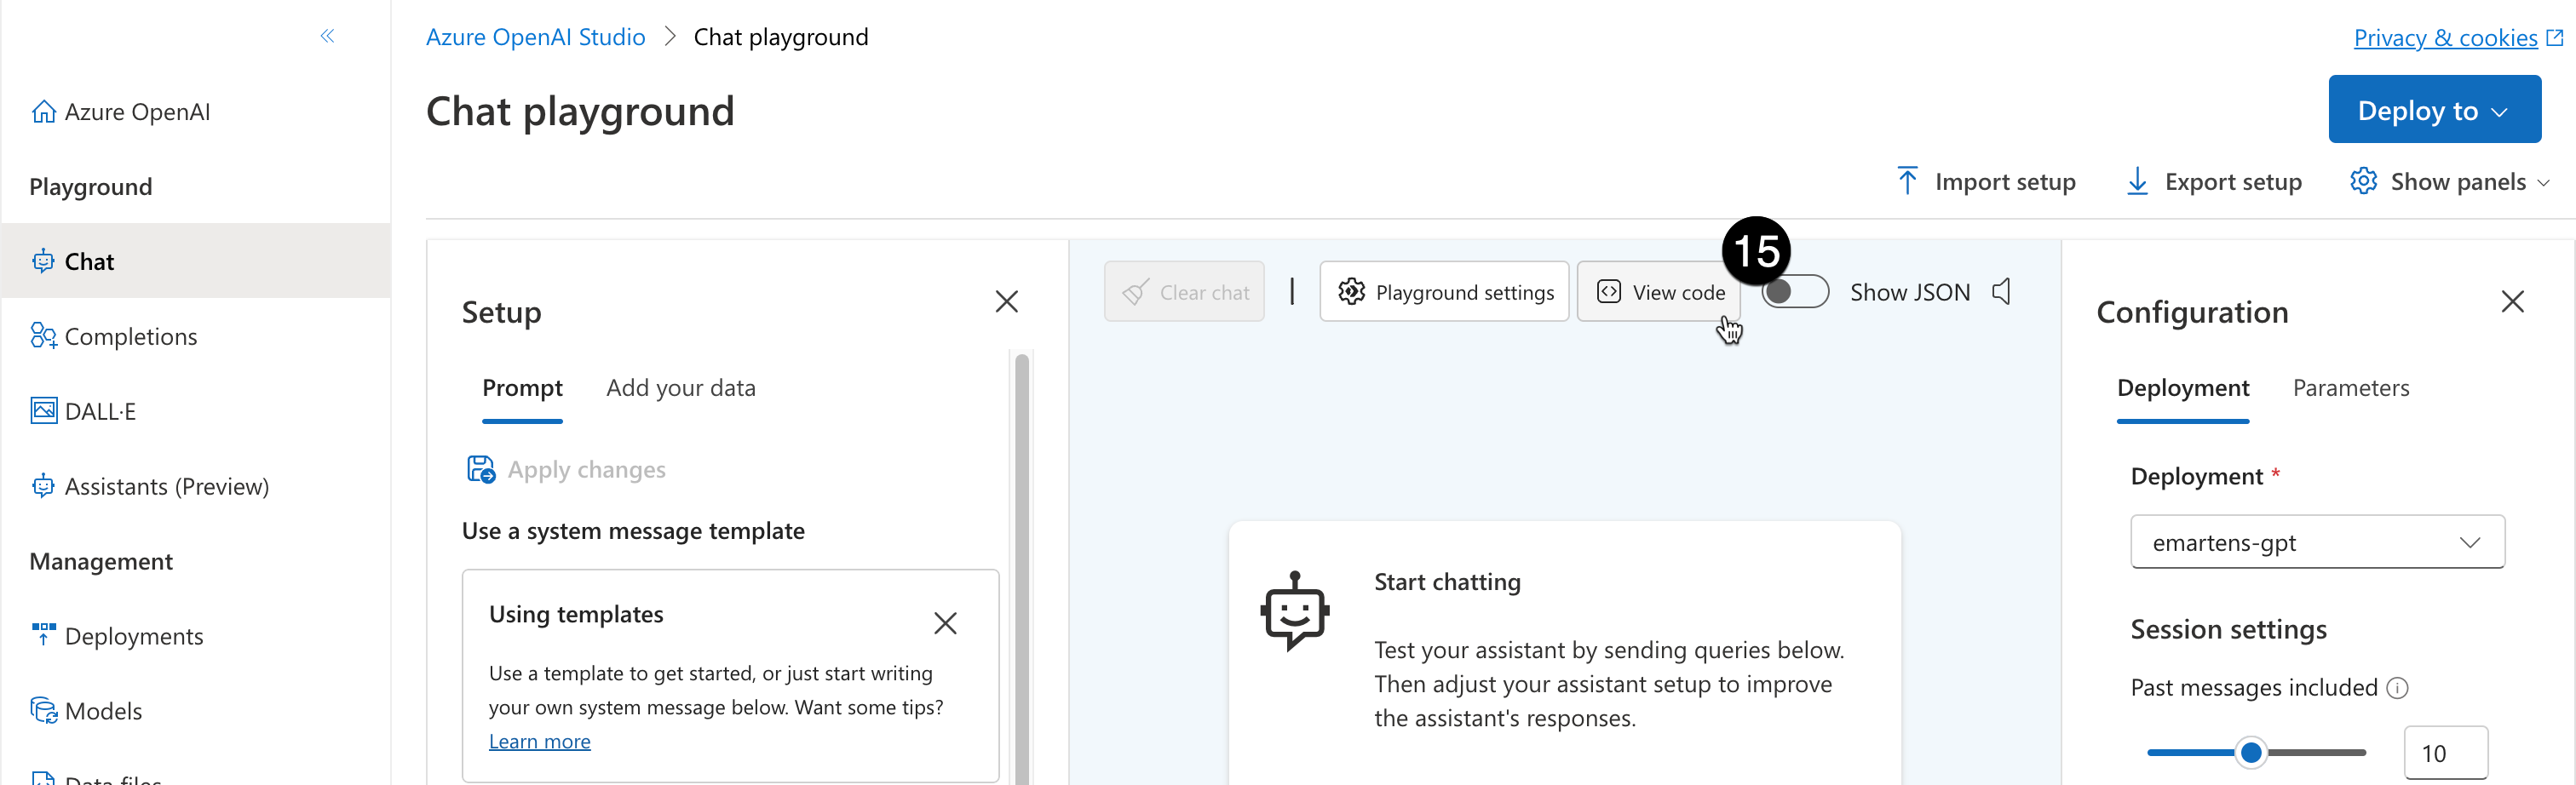 Azure OpenAI
Playground
Chat
Completions
DALL·E
Assistants (Preview)
Management
Deployments
Models
Data files
Azure OpenAI Studio > Chat playground
Privacy & cookies
Chat playground
Deploy to
Import setup
Export setup
Show panels
Setup
Prompt
Add your data
Apply changes
Use a system message template
Using templates
Use a template to get started, or just start writing
your own system message below. Want some tips?
Learn more
Clear chat
Playground settings
View code
15
Show JSON
Start chatting
Test your assistant by sending queries below.
Then adjust your assistant setup to improve
the assistant's responses.
Configuration
Deployment
Parameters
Deployment *
emartens-gpt
Session settings
Past messages included
10